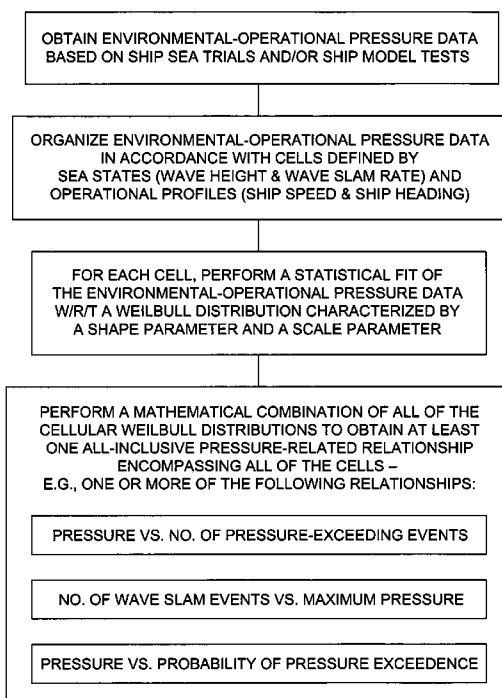 OBTAIN ENVIRONMENTAL-OPERATIONAL PRESSURE DATA
BASED ON SHIP SEA TRIALS AND/OR SHIP MODEL TESTS
ORGANIZE ENVIRONMENTAL-OPERATIONAL PRESSURE DATA
IN ACCORDANCE WITH CELLS DEFINED BY
SEA STATES (WAVE HEIGHT & WAVE SLAM RATE) AND
OPERATIONAL PROFILES (SHIP SPEED & SHIP HEADING)
FOR EACH CELL, PERFORM A STATISTICAL FIT OF
THE ENVIRONMENTAL-OPERATIONAL PRESSURE DATA
W/R/T A WEILBULL DISTRIBUTION CHARACTERIZED BY
A SHAPE PARAMETER AND A SCALE PARAMETER
PERFORM A MATHEMATICAL COMBINATION OF ALL OF THE
CELLULAR WEILBULL DISTRIBUTIONS TO OBTAIN AT LEAST
ONE ALL-INCLUSIVE PRESSURE-RELATED RELATIONSHIP
ENCOMPASSING ALL OF THE CELLS –
E.G., ONE OR MORE OF THE FOLLOWING RELATIONSHIPS:
PRESSURE VS. NO. OF PRESSURE-EXCEEDING EVENTS
NO. OF WAVE SLAM EVENTS VS. MAXIMUM PRESSURE
PRESSURE VS. PROBABILITY OF PRESSURE EXCEEDENCE